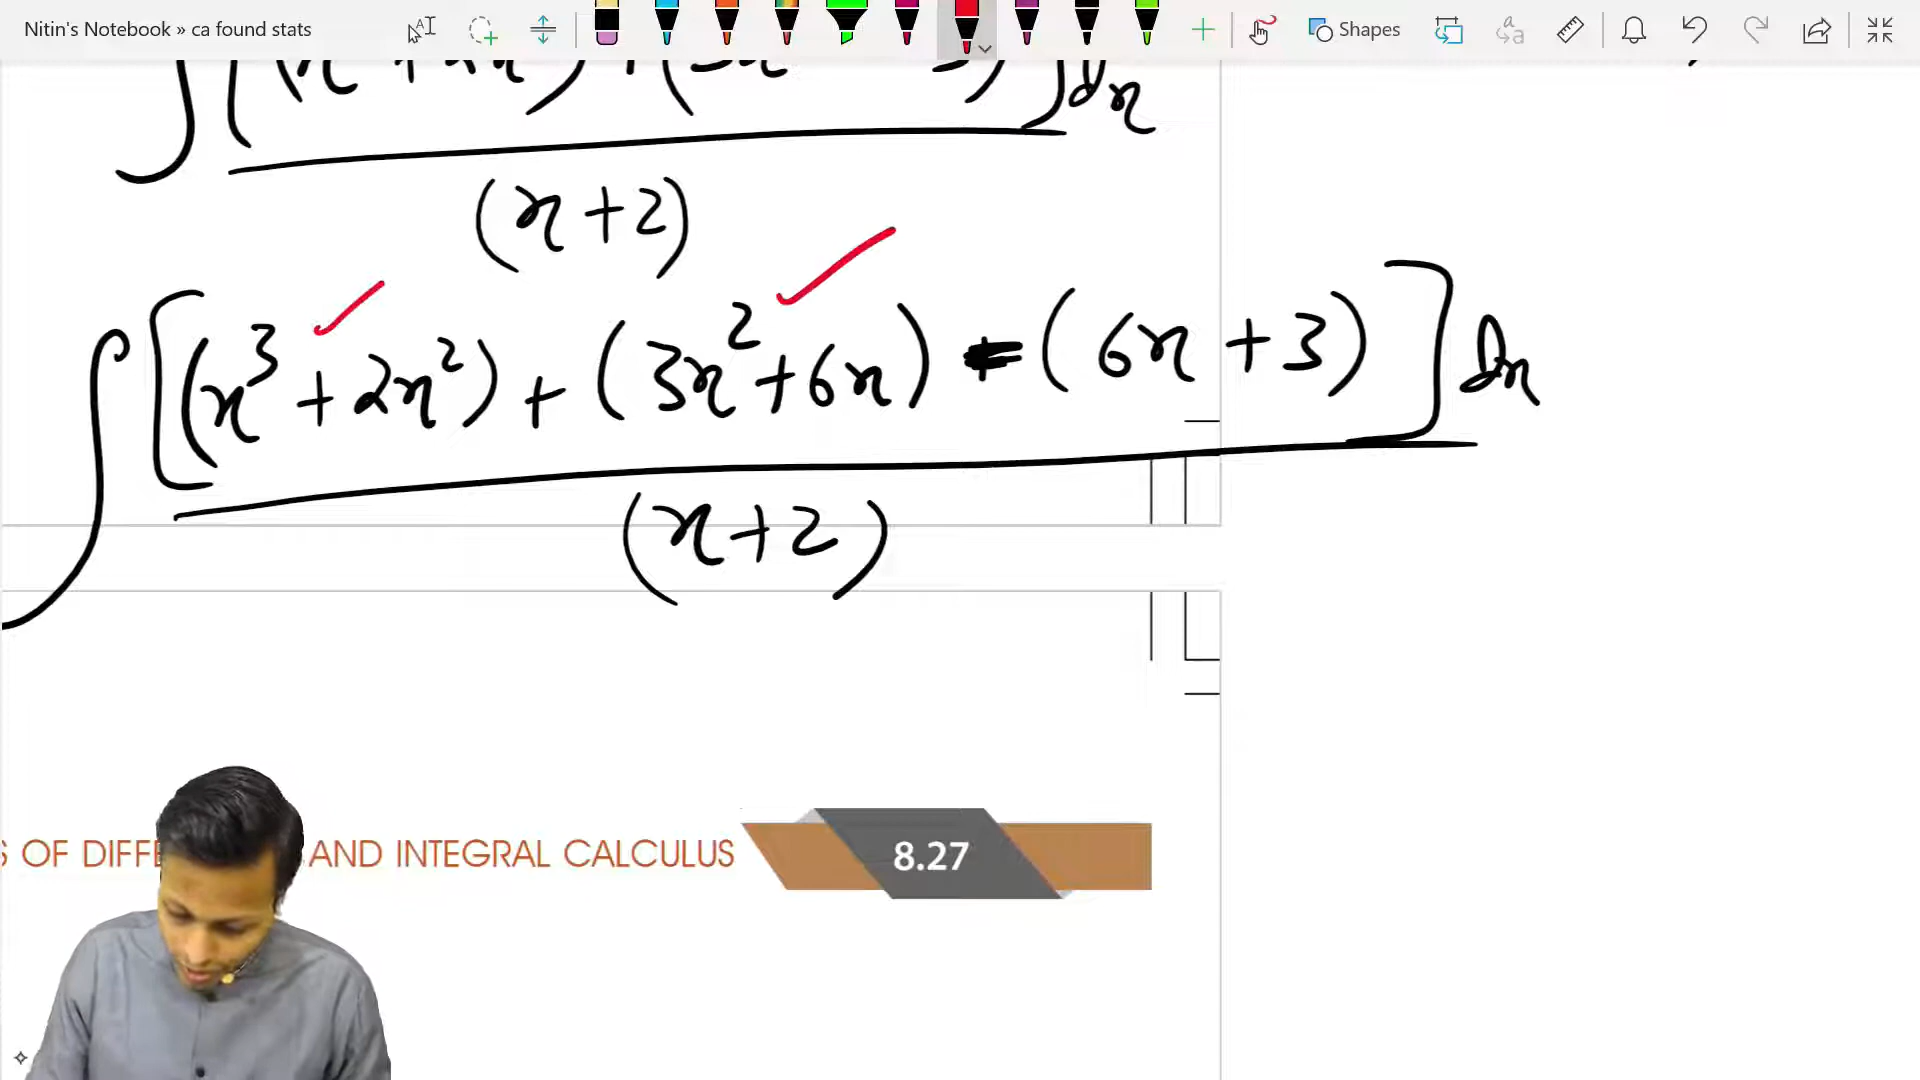 Nitin's Notebook » ca found stats
Shapes
dx
(x+2)
∫ [(x³+2x²)+(3x²+6x) - (6x+3)] dx
(x+2)
OF DIFFE AND INTEGRAL CALCULUS 8.27